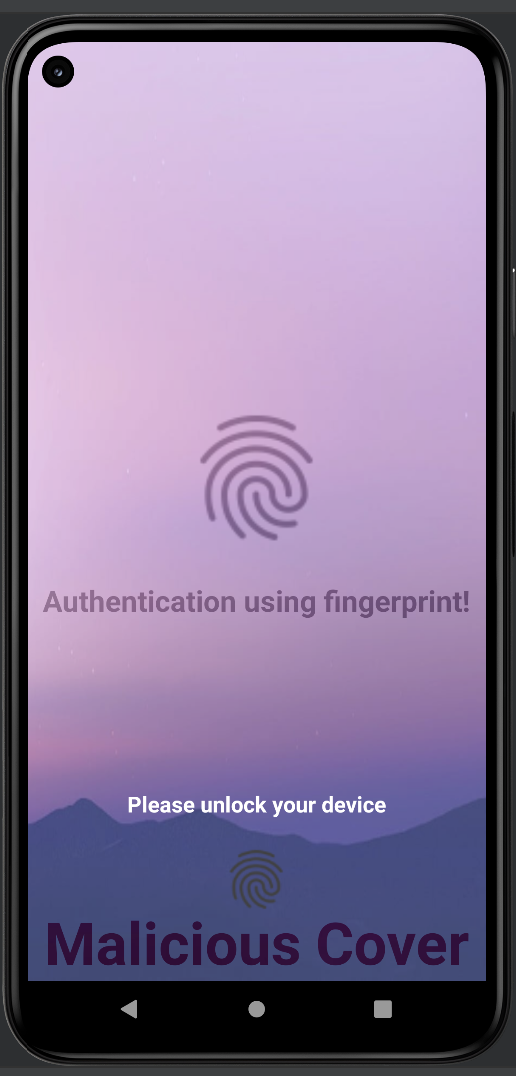 Authentication using fingerprint!
Please unlock your device
Malicious Cover